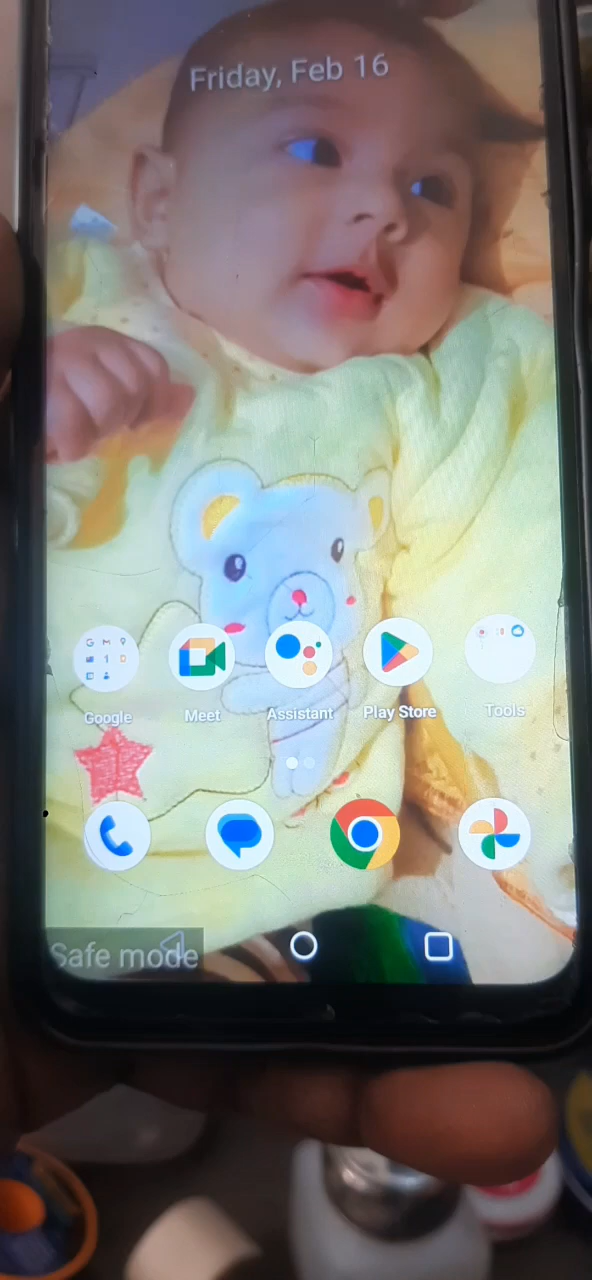 Friday, Feb 16
Google
Meet
Assistant
Play Store
Tools
Safe mode